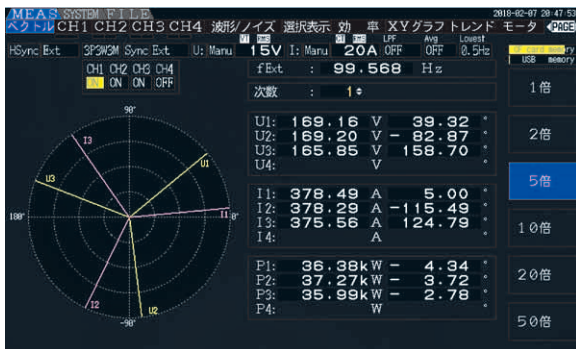 MEAS SYSTEM FILE 2018-02-07 20:47:53
ベクトル CH1 CH2 CH3 CH4 波形/ノイズ 選択表示 効 率 XYグラフ トレンド モータ PAGE
HSync Ext 3P3W3M Sync Ext U: Manu 15V I: Manu 20A LPF OFF Avg OFF Lowest 0.5Hz
CF card memory
USB memory
CH1 CH2 CH3 CH4
IN ON ON OFF
fExt : 99.568 Hz
次数 : 1
1倍
2倍
5倍
10倍
20倍
50倍
90°
I3
U1
U3
180°
I1 0°
I2
U2
-90°
U1: 169.16 V 39.32 °
U2: 169.20 V - 82.87 °
U3: 165.85 V 158.70 °
U4: V °
I1: 378.49 A 5.00 °
I2: 378.29 A -115.49 °
I3: 375.56 A 124.79 °
I4: A °
P1: 36.38kW - 4.34 °
P2: 37.27kW - 3.72 °
P3: 35.99kW - 2.78 °
P4: W °